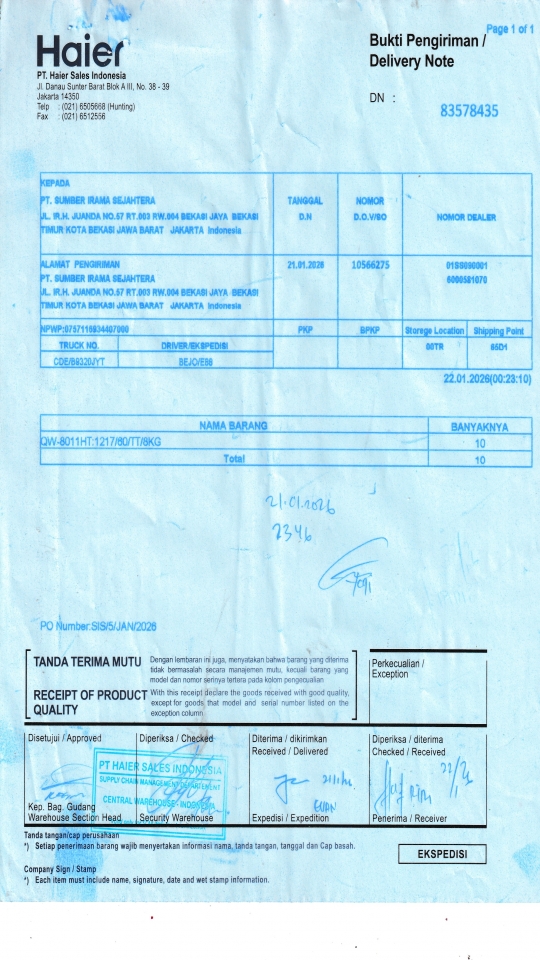 Page 1 of 1
Haier
Bukti Pengiriman /
Delivery Note
PT. Haier Sales Indonesia
Jl. Danau Sunter Barat Blok A III, No. 38 - 39
Jakarta 14350
Telp : (021) 6505668 (Hunting)
Fax : (021) 6512556
DN : 83578435
KEPADA
PT. SUMBER IRAMA SEJAHTERA
JL. IR.H. JUANDA NO.57 RT.003 RW.004 BEKASI JAYA BEKASI
TIMUR KOTA BEKASI JAWA BARAT JAKARTA Indonesia
TANGGAL
D.N
NOMOR
D.O.V/SO
NOMOR DEALER
ALAMAT PENGIRIMAN
PT. SUMBER IRAMA SEJAHTERA
JL. IR.H. JUANDA NO.57 RT.003 RW.004 BEKASI JAYA BEKASI
TIMUR KOTA BEKASI JAWA BARAT JAKARTA Indonesia
21.01.2026
10566275
6000581070
PKP
BPKP
Storege Location
Shipping Point
TRUCK NO.
DRIVER/EKSPEDISI
CDE/B9320JYT
BEJO/E88
00TR
85D1
22.01.2026(00:23:10)
NAMA BARANG
BANYAKNYA
QW-8011HT:1217/60/TT/8KG
10
Total
10
21.01.2026
2346
PO Number:SIS/5/JAN/2026
TANDA TERIMA MUTU
Dengan lembaran ini juga, menyatakan bahwa barang yang diterima
tidak bermasalah secara manajemen mutu, kecuali barang yang
model dan nomor serinya tertera pada kolom pengecualian
RECEIPT OF PRODUCT
QUALITY
With this receipt declare the goods received with good quality,
except for goods that model and serial number listed on the
exception column
Perkecualian /
Exception
Disetujui / Approved
Diperiksa / Checked
Diterima / dikirimkan
Received / Delivered
Diperiksa / diterima
Checked / Received
PT HAIER SALES INDONESIA
SUPPLY CHAIN MANAGEMENT DEPARTEMENT
CENTRAL WAREHOUSE - INDONESIA
Kep. Bag. Gudang
Warehouse Section Head
Security Warehouse
Expedisi / Expedition
Penerima / Receiver
Tanda tangan/cap perusahaan
*) Setiap penerimaan barang wajib menyertakan informasi nama, tanda tangan, tanggal dan Cap basah.
EKSPEDISI
Company Sign / Stamp
*) Each item must include name, signature, date and wet stamp information.